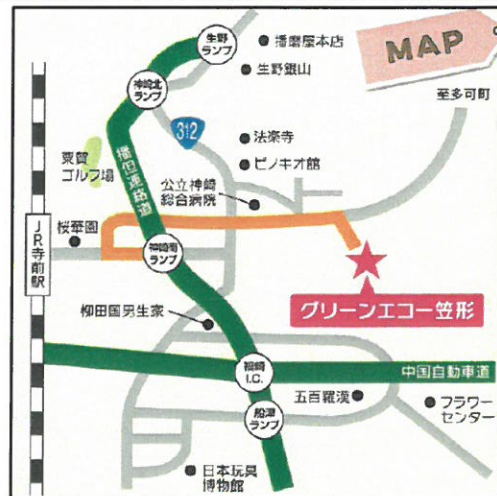 MAP
生野
ランプ
播磨屋本店
生野銀山
神崎北
ランプ
至多可町
312
法楽寺
ピノキオ館
粟賀
ゴルフ場
播但連絡道
公立神崎
総合病院
桜華園
JR寺前駅
神崎南
ランプ
グリーンエコー笠形
柳田国男生家
福崎
I.C.
中国自動車道
五百羅漢
フラワー
センター
船津
ランプ
日本玩具
博物館